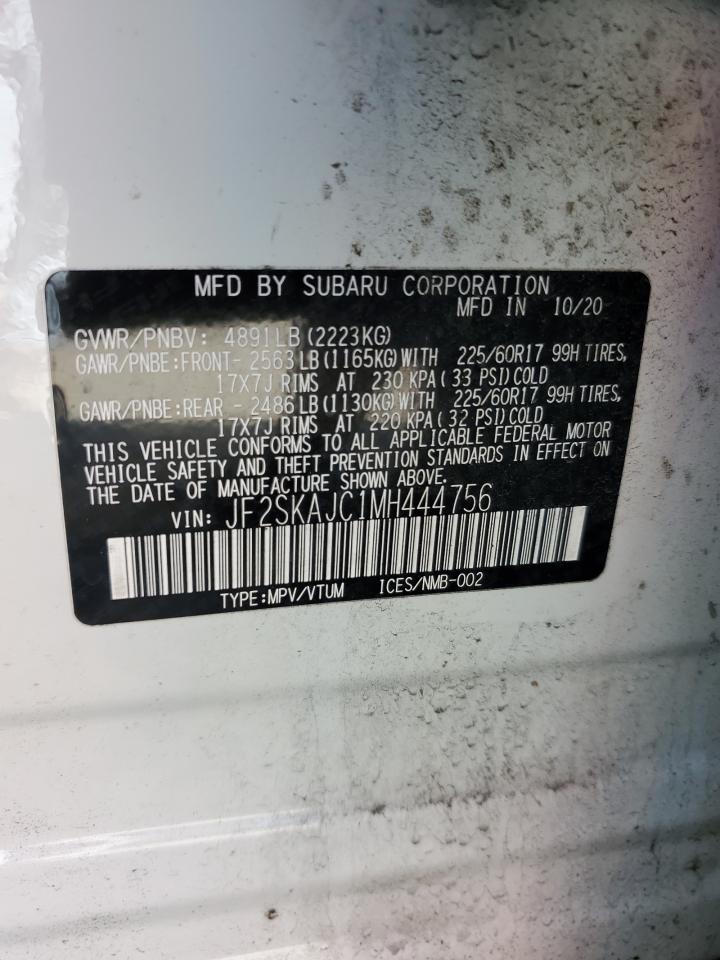 MFD BY SUBARU CORPORATION
MFD IN 10/20
GVWR/PNBV: 4891LB(2223KG)
GAWR/PNBE:FRONT- 2563LB(1165KG)WITH 225/60R17 99H TIRES,
17X7J RIMS AT 230 KPA(33 PSI)COLD
GAWR/PNBE:REAR - 2486LB(1130KG)WITH 225/60R17 99H TIRES,
17X7J RIMS AT 220 KPA(32 PSI)COLD
THIS VEHICLE CONFORMS TO ALL APPLICABLE FEDERAL MOTOR
VEHICLE SAFETY AND THEFT PREVENTION STANDARDS IN EFFECT ON
THE DATE OF MANUFACTURE SHOWN ABOVE.
VIN: JF2SKAJC1MH444756
TYPE:MPV/VTUM ICES/NMB-002